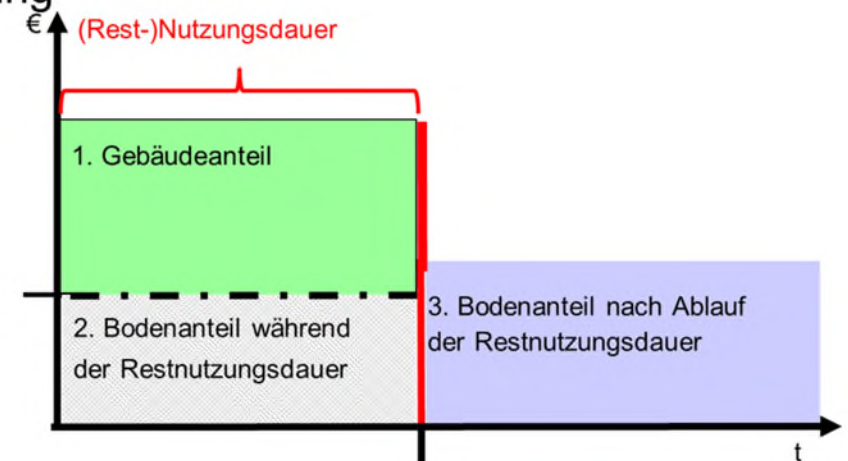 €
(Rest-)Nutzungsdauer
1. Gebäudeanteil
2. Bodenanteil während
der Restnutzungsdauer
3. Bodenanteil nach Ablauf
der Restnutzungsdauer
t